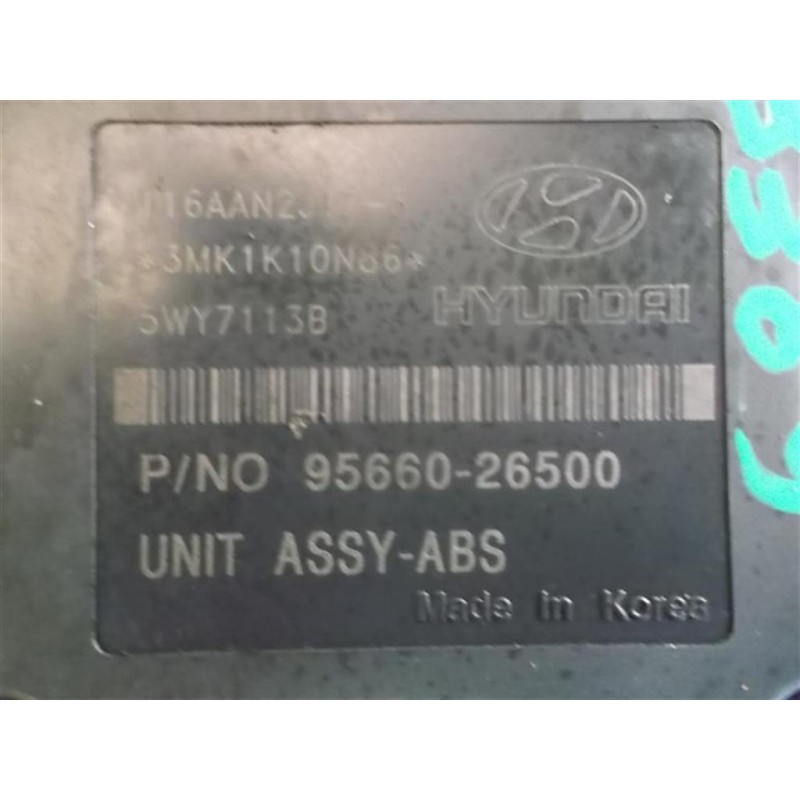 *3MK1K10N86*
5WY7113B
HYUNDAI
P/NO 95660-26500
UNIT ASSY-ABS
Made in Korea